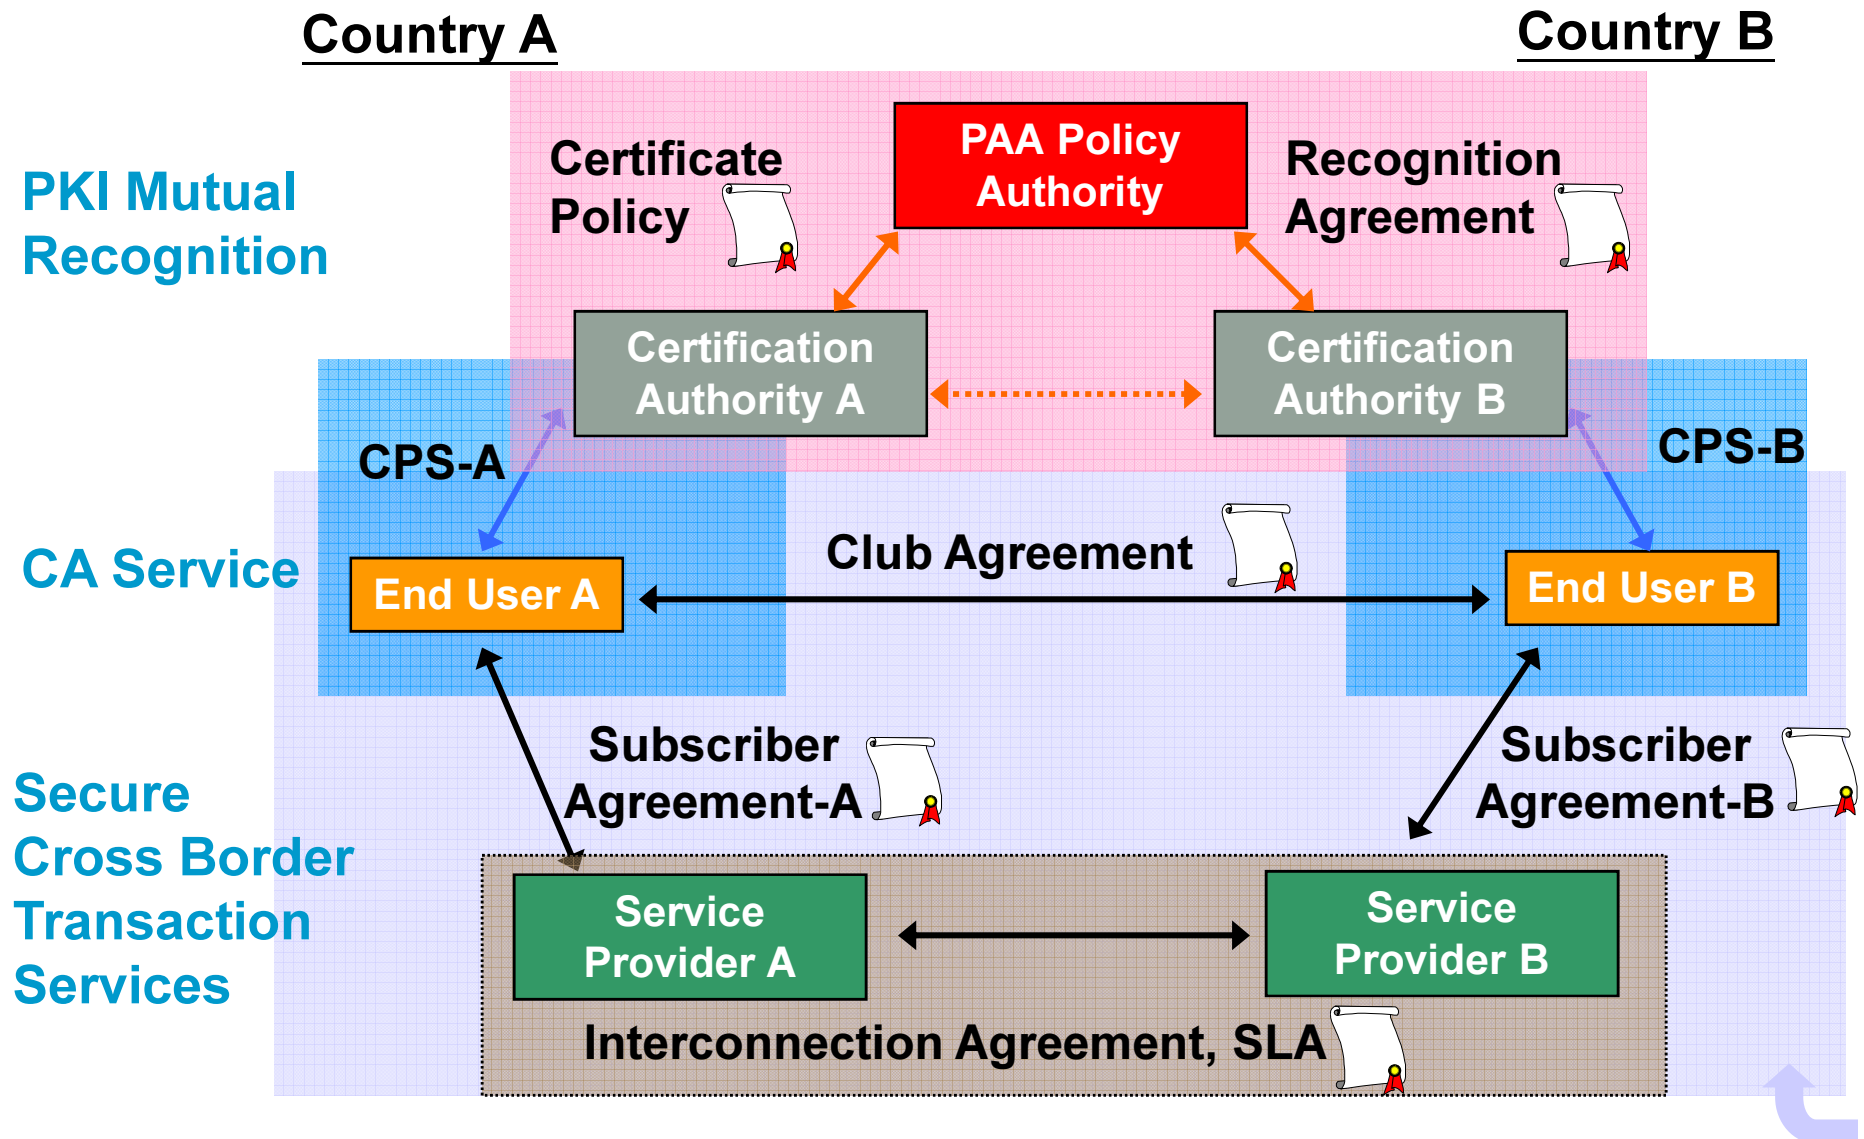 Country A
Country B
PKI Mutual
Recognition
Certificate
Policy
PAA Policy
Authority
Recognition
Agreement
Certification
Authority A
Certification
Authority B
CPS-A
CPS-B
CA Service
Club Agreement
End User A
End User B
Secure
Cross Border
Transaction
Services
Subscriber
Agreement-A
Subscriber
Agreement-B
Service
Provider A
Service
Provider B
Interconnection Agreement, SLA